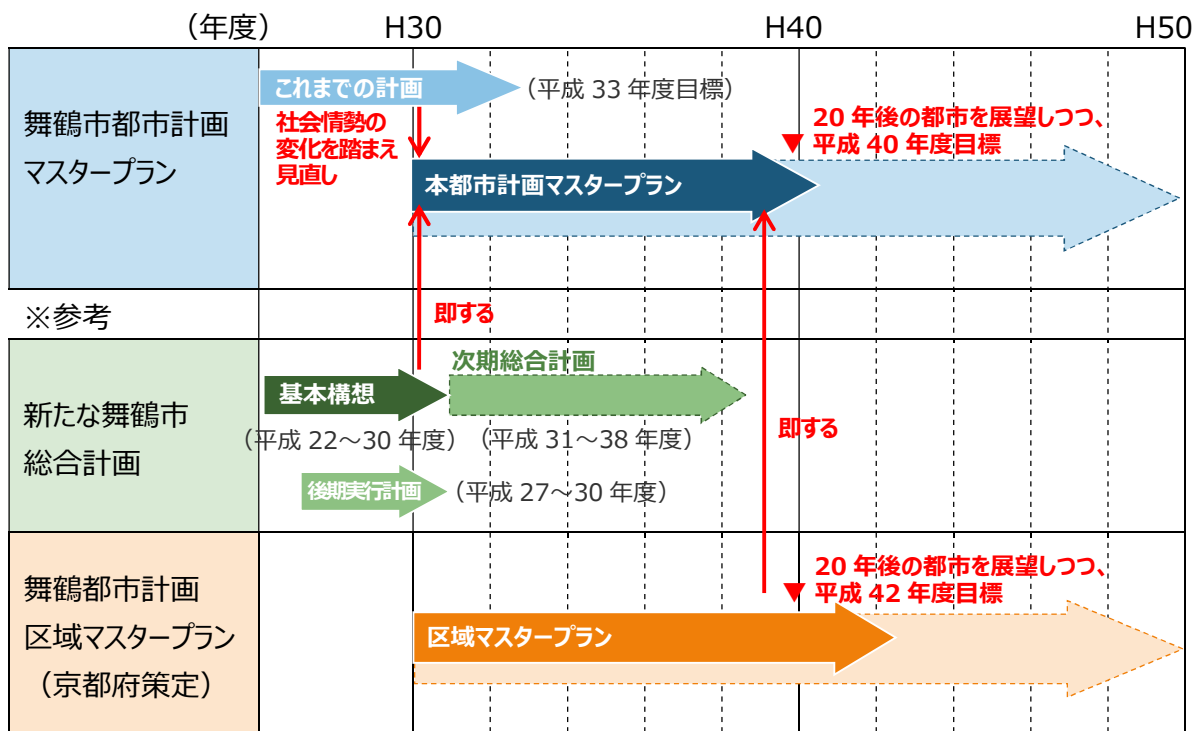 （年度）
H30
H40
H50
舞鶴市都市計画
マスタープラン
これまでの計画
（平成 33 年度目標）
社会情勢の
変化を踏まえ
見直し
20 年後の都市を展望しつつ、
平成 40 年度目標
本都市計画マスタープラン
※参考
即する
新たな舞鶴市
総合計画
基本構想
次期総合計画
（平成 22～30 年度）
（平成 31～38 年度）
後期実行計画
（平成 27～30 年度）
即する
舞鶴都市計画
区域マスタープラン
（京都府策定）
20 年後の都市を展望しつつ、
平成 42 年度目標
区域マスタープラン